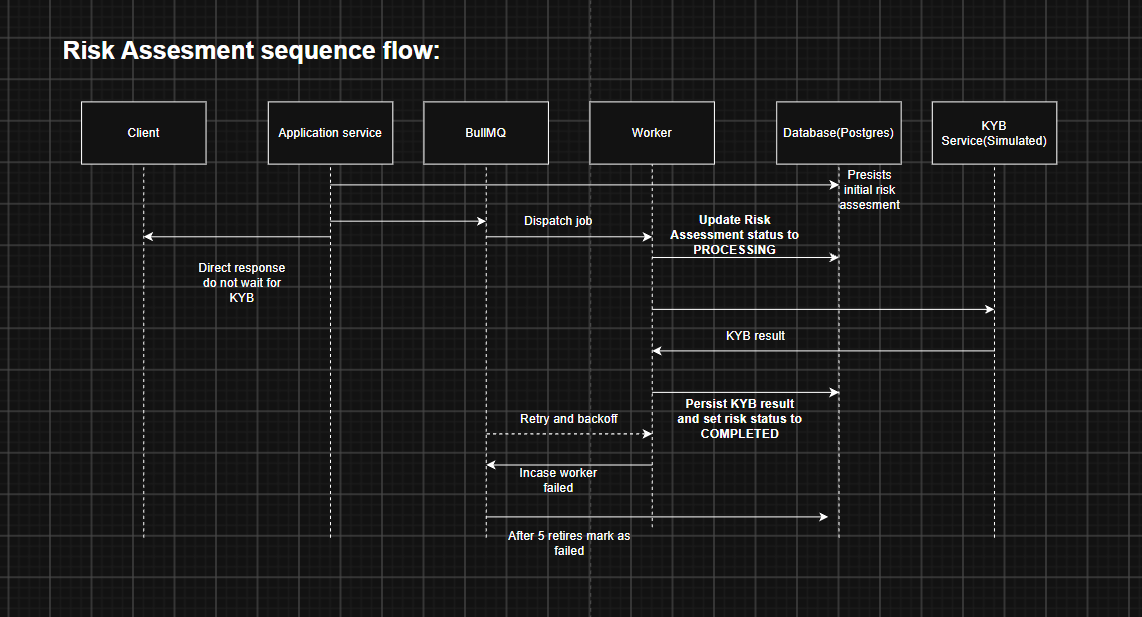 Risk Assesment sequence flow:
Client
Application service
BullMQ
Worker
Database(Postgres)
KYB
Service(Simulated)
Presists
initial risk
assesment
Dispatch job
Update Risk
Assessment status to
PROCESSING
Direct response
do not wait for
KYB
KYB result
Persist KYB result
and set risk status to
COMPLETED
Retry and backoff
Incase worker
failed
After 5 retires mark as
failed